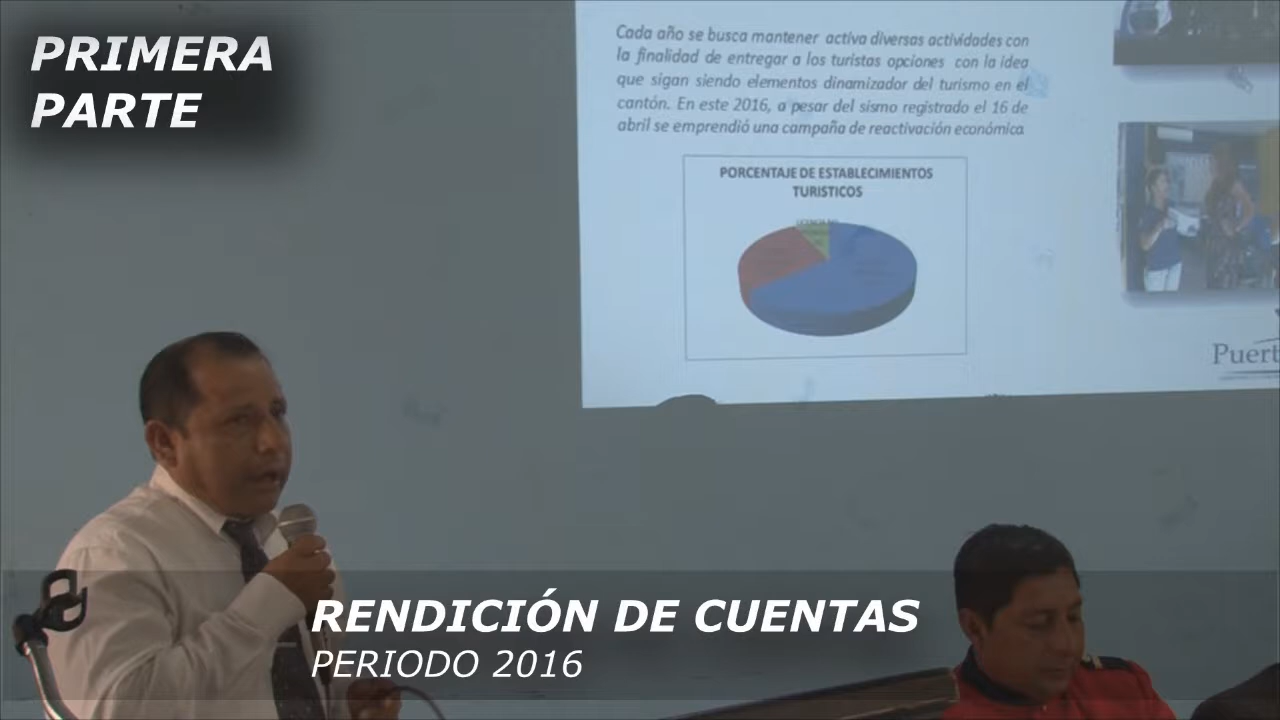 PRIMERA
PARTE
Cada año se busca mantener activa diversas actividades con
la finalidad de entregar a los turistas opciones con la idea
que sigan siendo elementos dinamizador del turismo en el
cantón. En este 2016, a pesar del sismo registrado el 16 de
abril se emprendió una campaña de reactivación económica
PORCENTAJE DE ESTABLECIMIENTOS
TURISTICOS
Puert
RENDICIÓN DE CUENTAS
PERIODO 2016